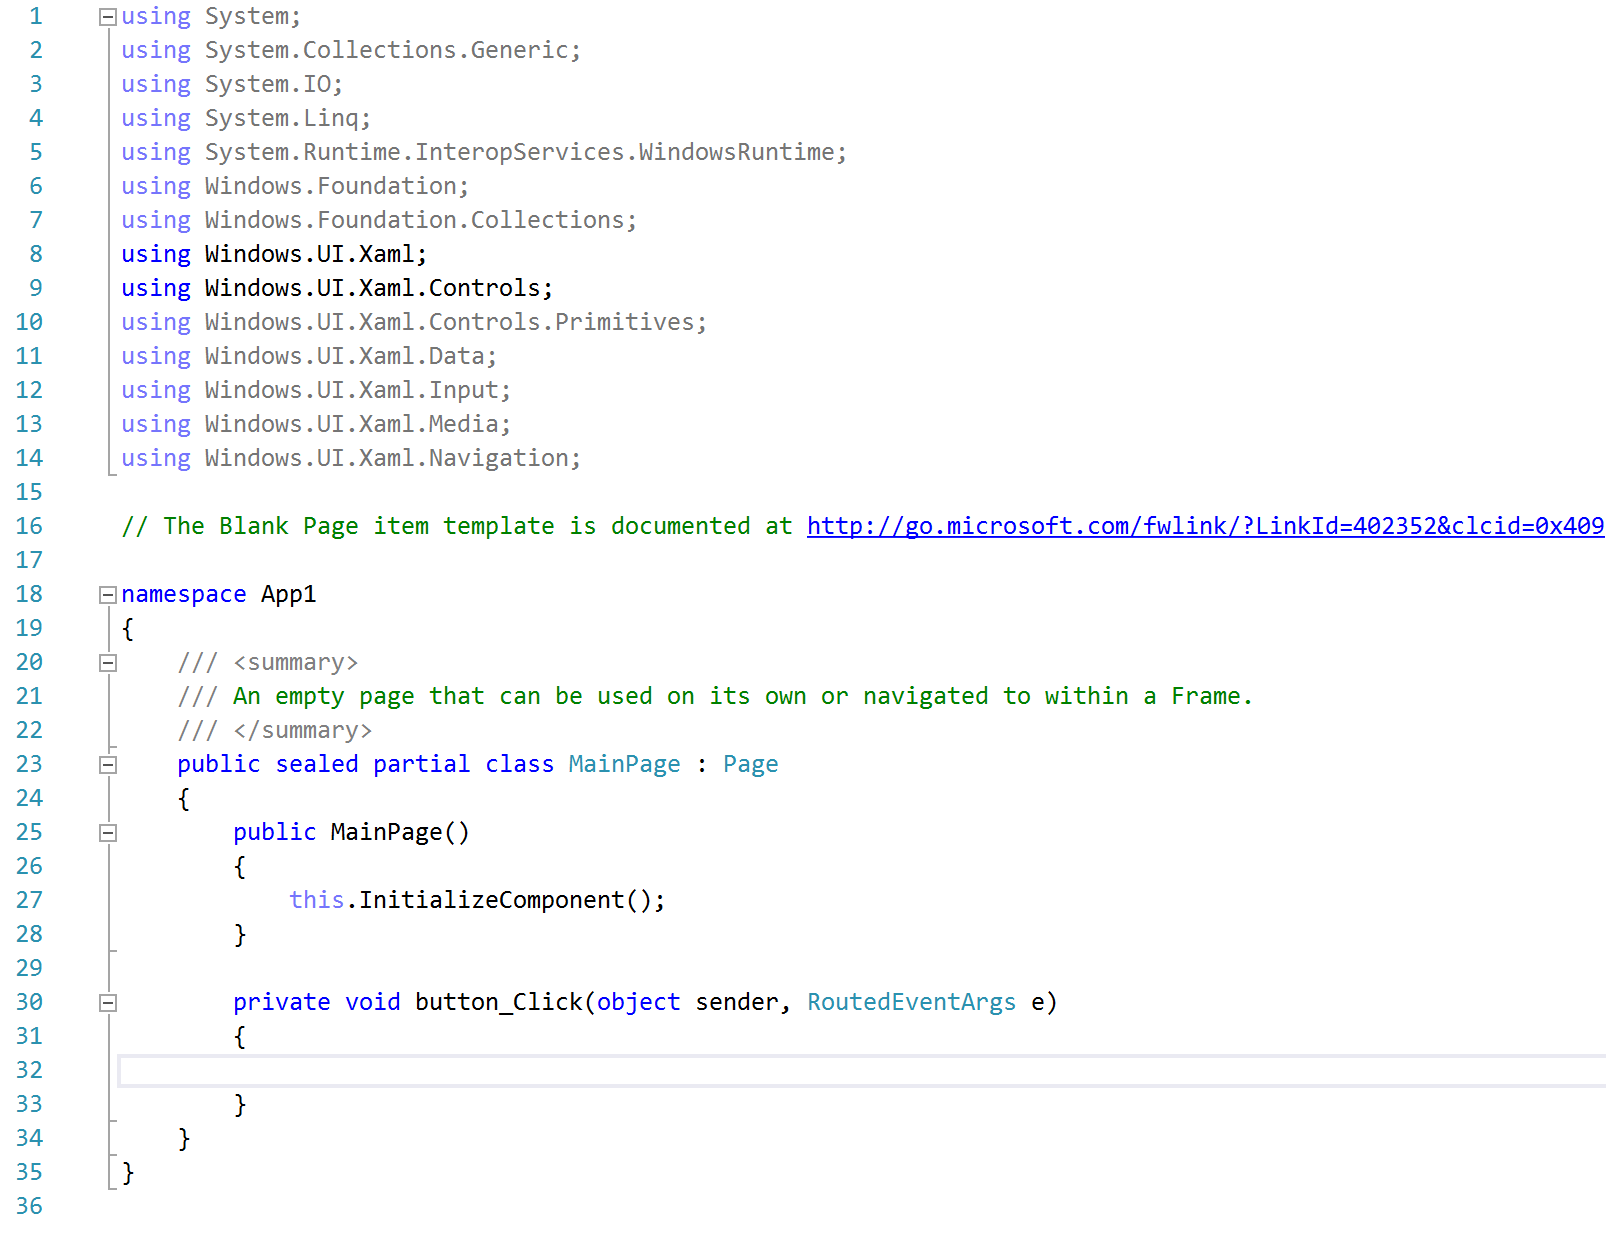 1 using System;
2 using System.Collections.Generic;
3 using System.IO;
4 using System.Linq;
5 using System.Runtime.InteropServices.WindowsRuntime;
6 using Windows.Foundation;
7 using Windows.Foundation.Collections;
8 using Windows.UI.Xaml;
9 using Windows.UI.Xaml.Controls;
10 using Windows.UI.Xaml.Controls.Primitives;
11 using Windows.UI.Xaml.Data;
12 using Windows.UI.Xaml.Input;
13 using Windows.UI.Xaml.Media;
14 using Windows.UI.Xaml.Navigation;
15
16 // The Blank Page item template is documented at http://go.microsoft.com/fwlink/?LinkId=402352&clcid=0x409
17
18 namespace App1
19 {
20     /// <summary>
21     /// An empty page that can be used on its own or navigated to within a Frame.
22     /// </summary>
23     public sealed partial class MainPage : Page
24     {
25         public MainPage()
26         {
27             this.InitializeComponent();
28         }
29
30         private void button_Click(object sender, RoutedEventArgs e)
31         {
32
33         }
34     }
35 }
36